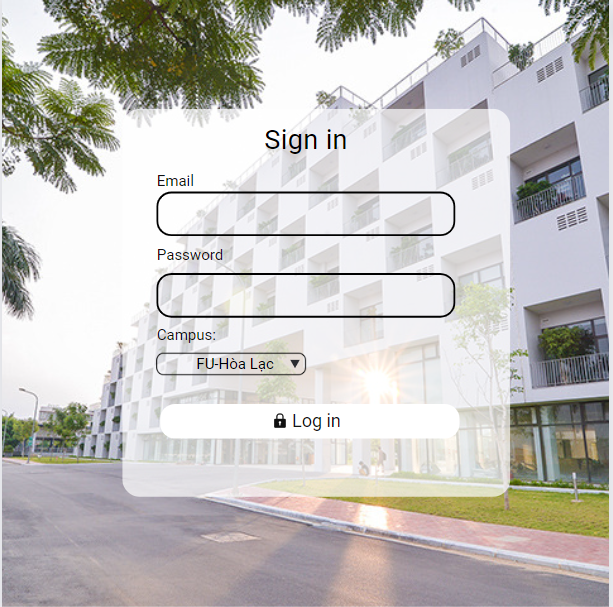 Sign in
Email
Password
Campus:
FU-Hòa Lạc
Log in